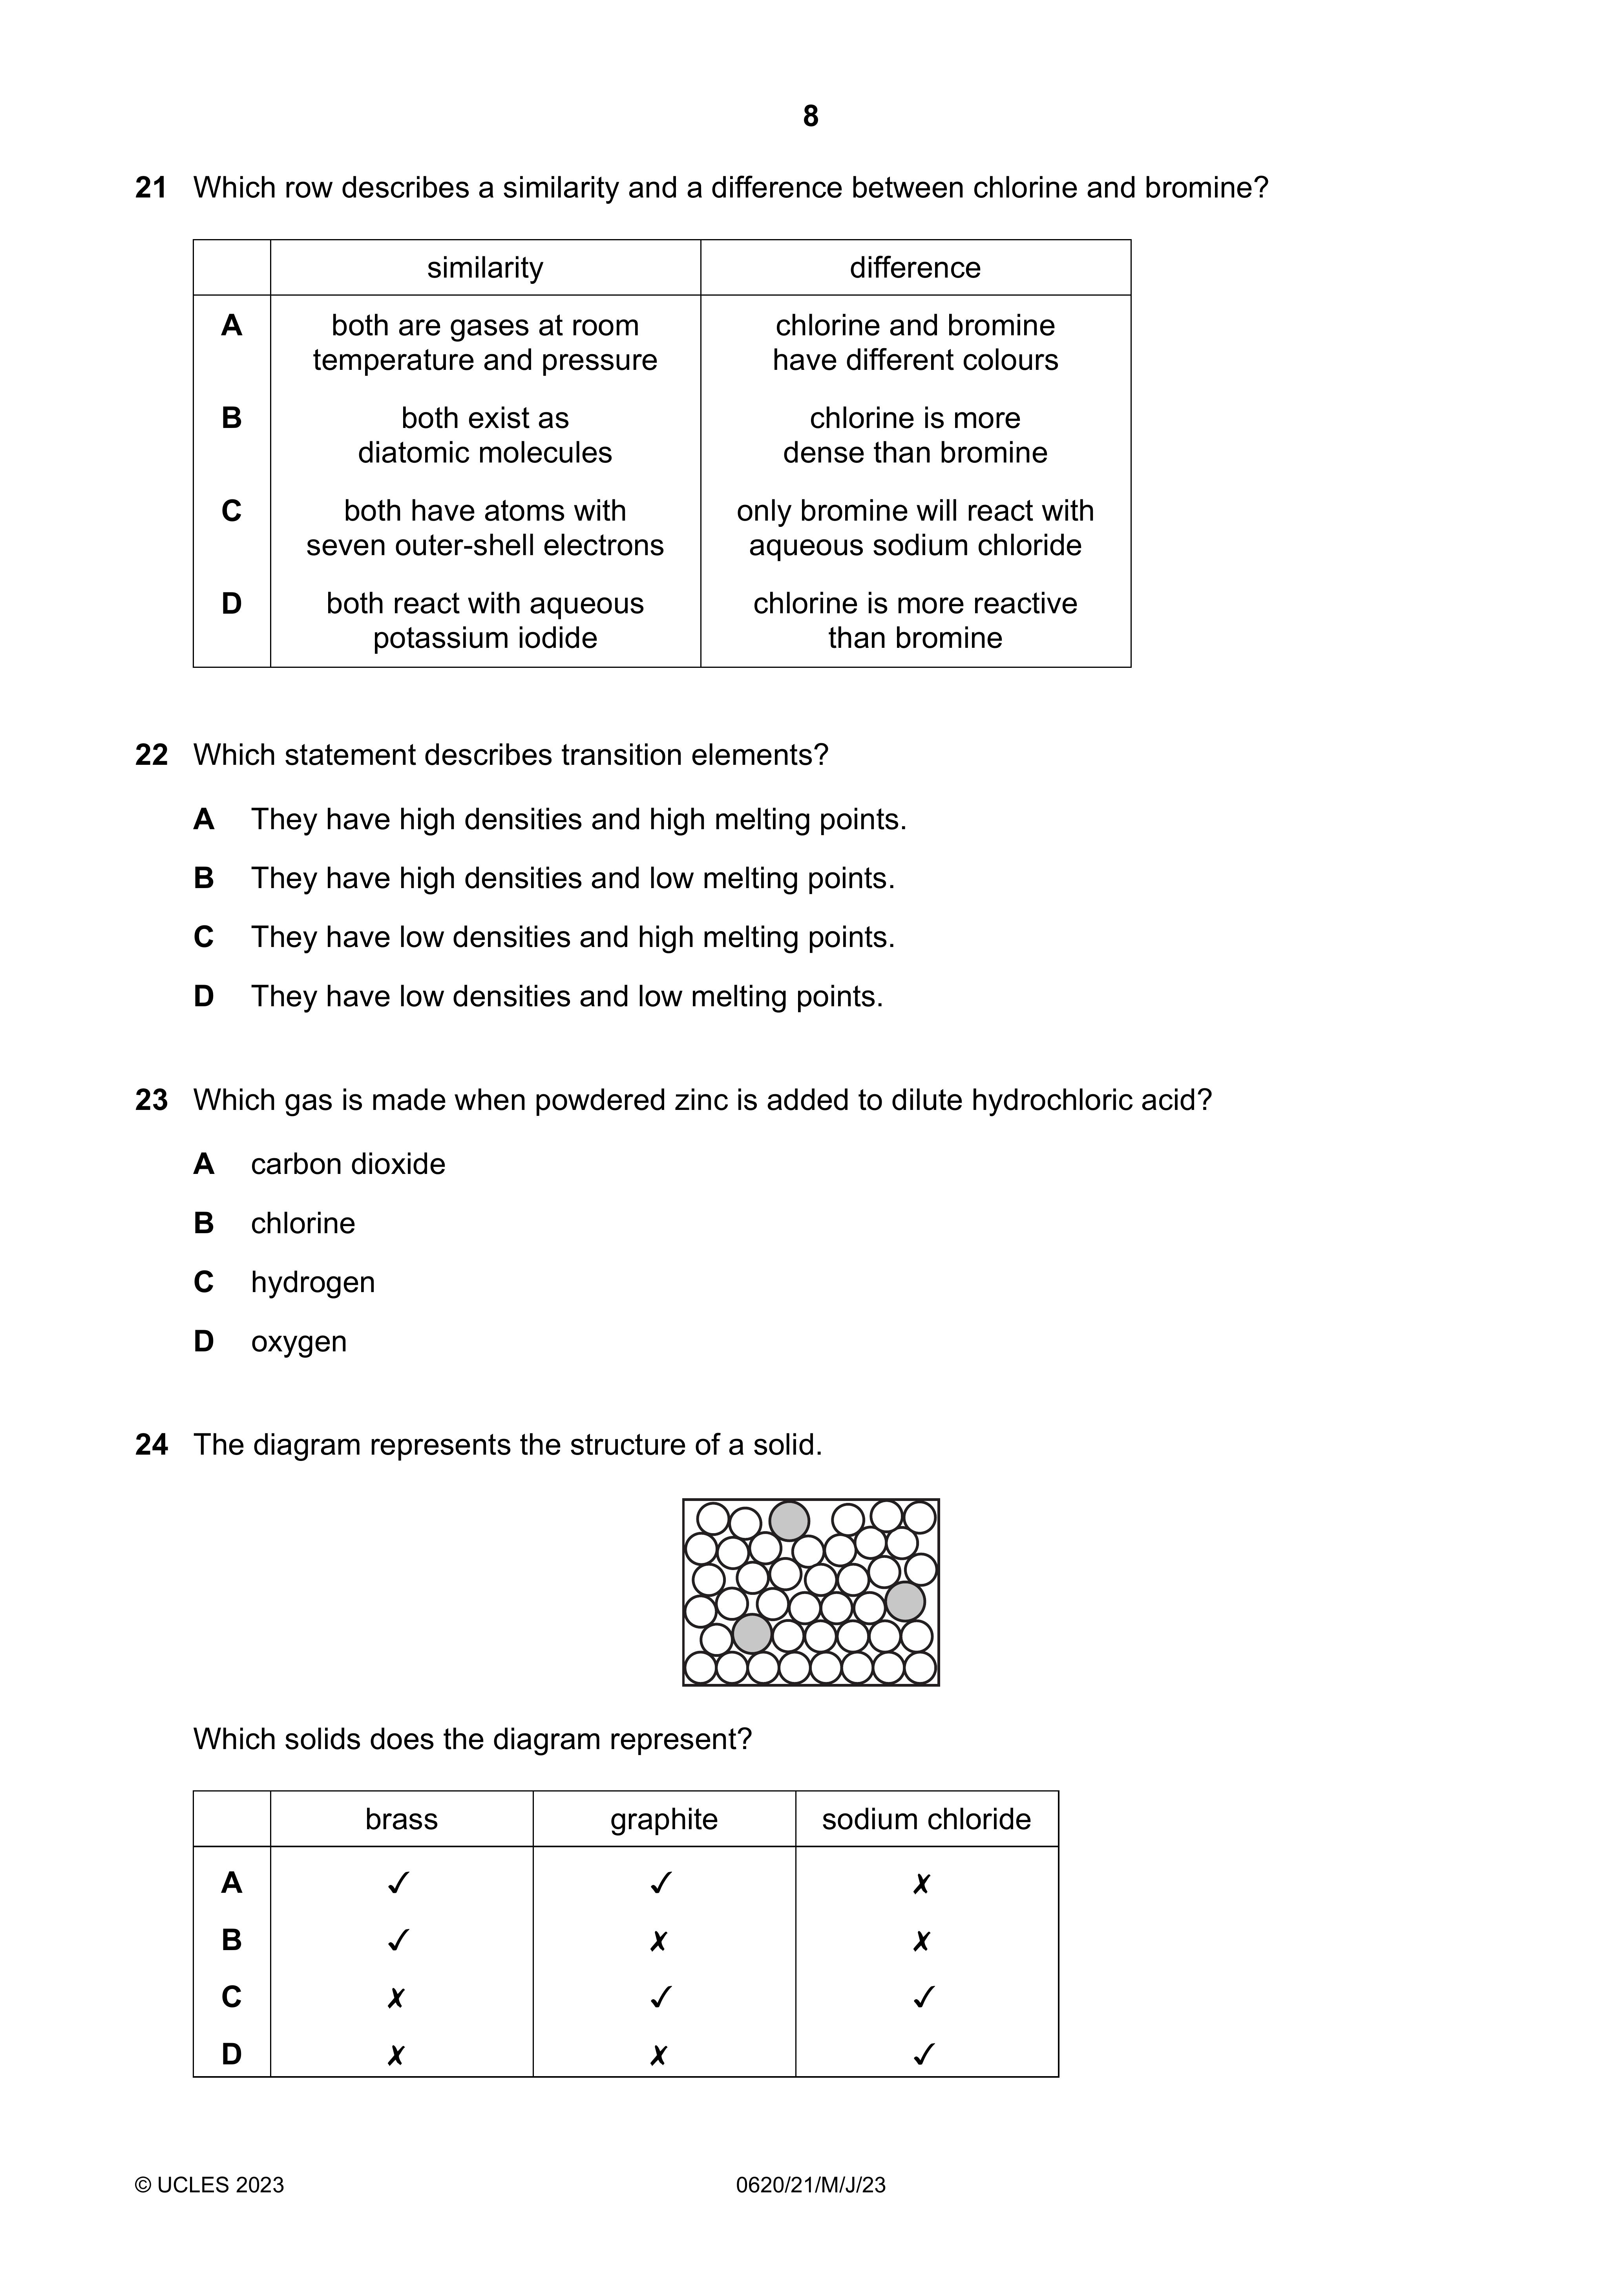 8
21 Which row describes a similarity and a difference between chlorine and bromine?
similarity difference
A both are gases at room temperature and pressure chlorine and bromine have different colours
B both exist as diatomic molecules chlorine is more dense than bromine
C both have atoms with seven outer-shell electrons only bromine will react with aqueous sodium chloride
D both react with aqueous potassium iodide chlorine is more reactive than bromine
22 Which statement describes transition elements?
A They have high densities and high melting points.
B They have high densities and low melting points.
C They have low densities and high melting points.
D They have low densities and low melting points.
23 Which gas is made when powdered zinc is added to dilute hydrochloric acid?
A carbon dioxide
B chlorine
C hydrogen
D oxygen
24 The diagram represents the structure of a solid.
Which solids does the diagram represent?
brass graphite sodium chloride
A ✓ ✓ ✗
B ✓ ✗ ✗
C ✗ ✓ ✓
D ✗ ✗ ✓
© UCLES 2023 0620/21/M/J/23